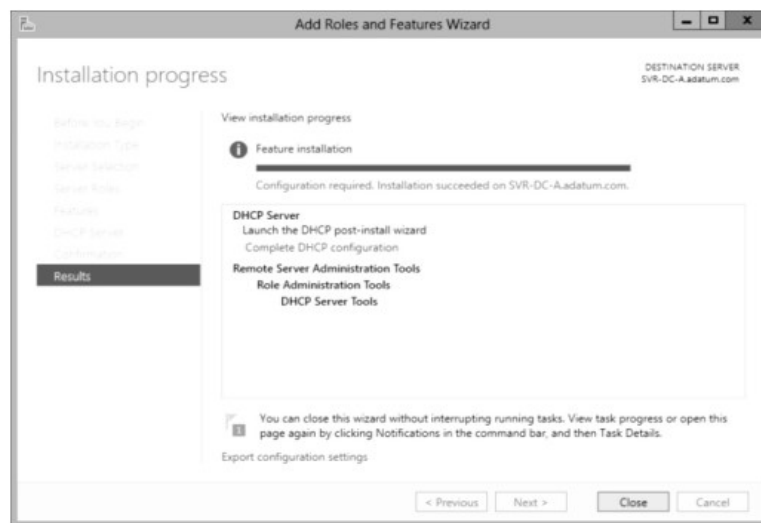 Add Roles and Features Wizard
Installation progress
DESTINATION SERVER
SVR-DC-A.adatum.com
Before You Begin
Installation Type
Server Selection
Server Roles
Features
DHCP Server
Confirmation
Results
View installation progress
Feature installation
Configuration required. Installation succeeded on SVR-DC-A.adatum.com.
DHCP Server
Launch the DHCP post-install wizard
Complete DHCP configuration
Remote Server Administration Tools
Role Administration Tools
DHCP Server Tools
1
You can close this wizard without interrupting running tasks. View task progress or open this
page again by clicking Notifications in the command bar, and then Task Details.
Export configuration settings
< Previous
Next >
Close
Cancel